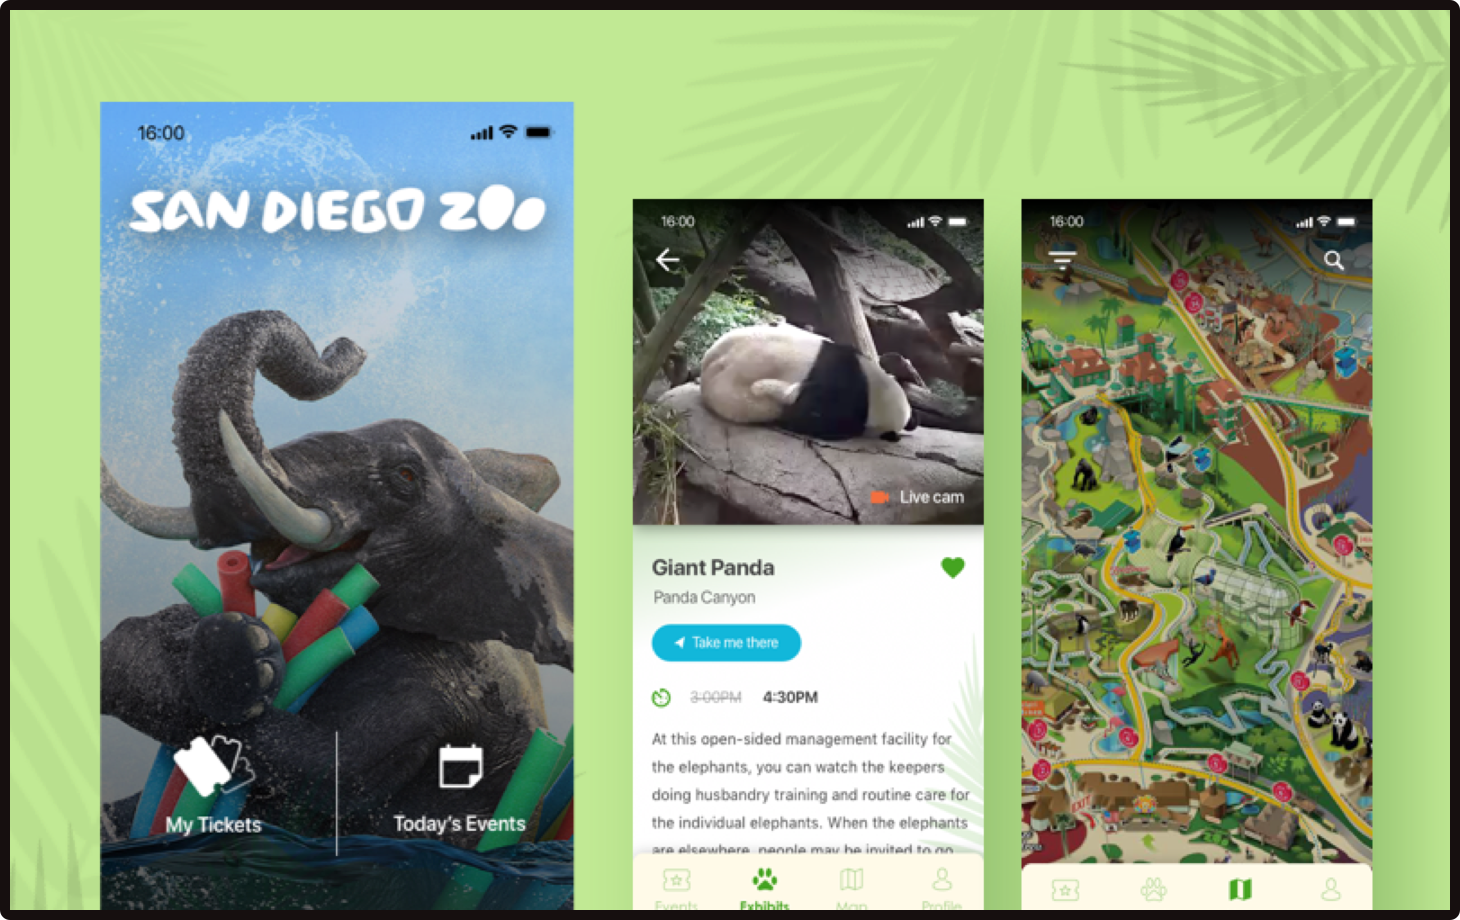 16:00
SAN DIEGO ZOO
My Tickets
Today's Events
16:00
Live cam
Giant Panda
Panda Canyon
Take me there
3:00PM 4:30PM
At this open-sided management facility for
the elephants, you can watch the keepers
doing husbandry training and routine care for
the individual elephants. When the elephants
are elsewhere, people may be invited to go
Events
Exhibits
Map
Profile
16:00
EXIT